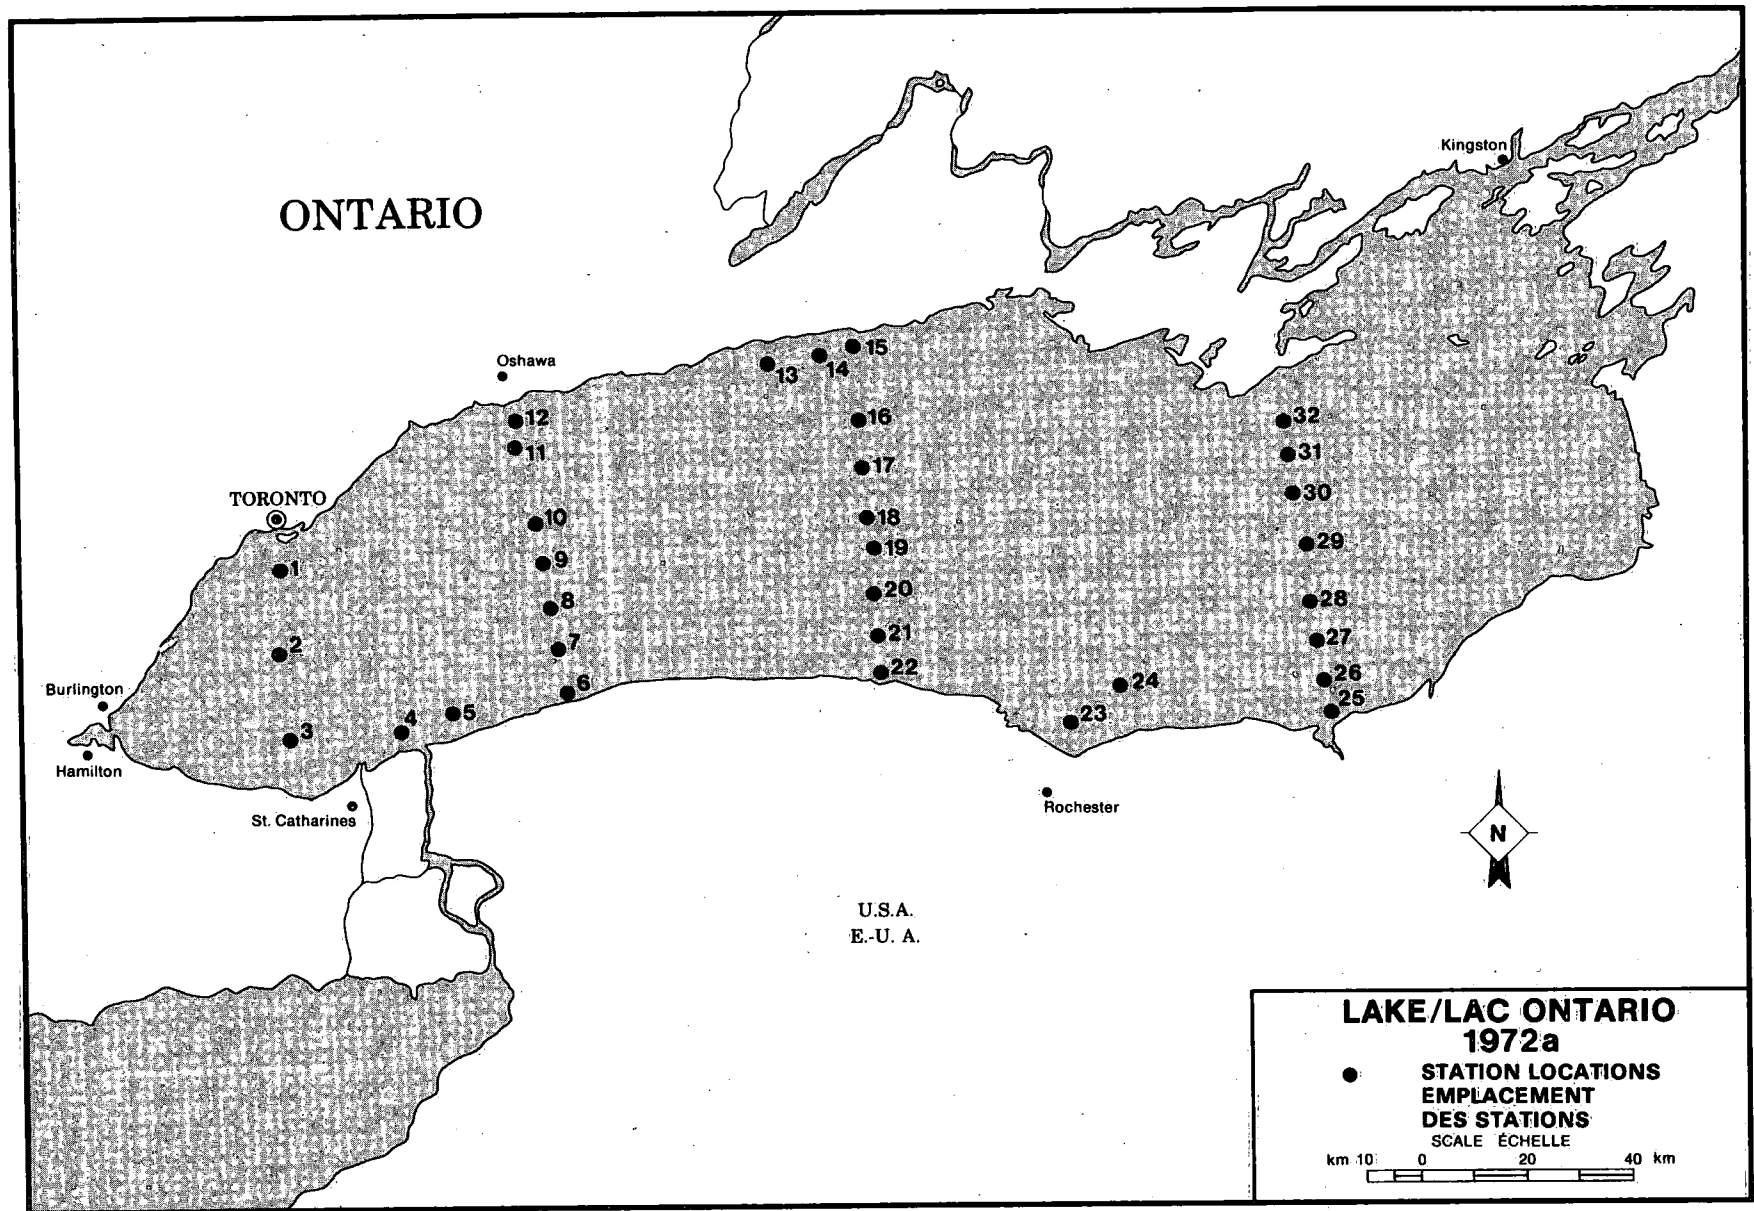 Kingston
ONTARIO
Oshawa
15
14
13
12
16
32
11
31
17
TORONTO
30
10
18
29
19
9
1
20
28
8
21
27
7
2
22
26
24
6
25
Burlington
5
23
4
3
Hamilton
Rochester
St. Catharines
N
U.S.A.
E.-U. A.
LAKE/LAC ONTARIO
1972a
STATION LOCATIONS
EMPLACEMENT
DES STATIONS
SCALE ÉCHELLE
km 10 0 20 40 km